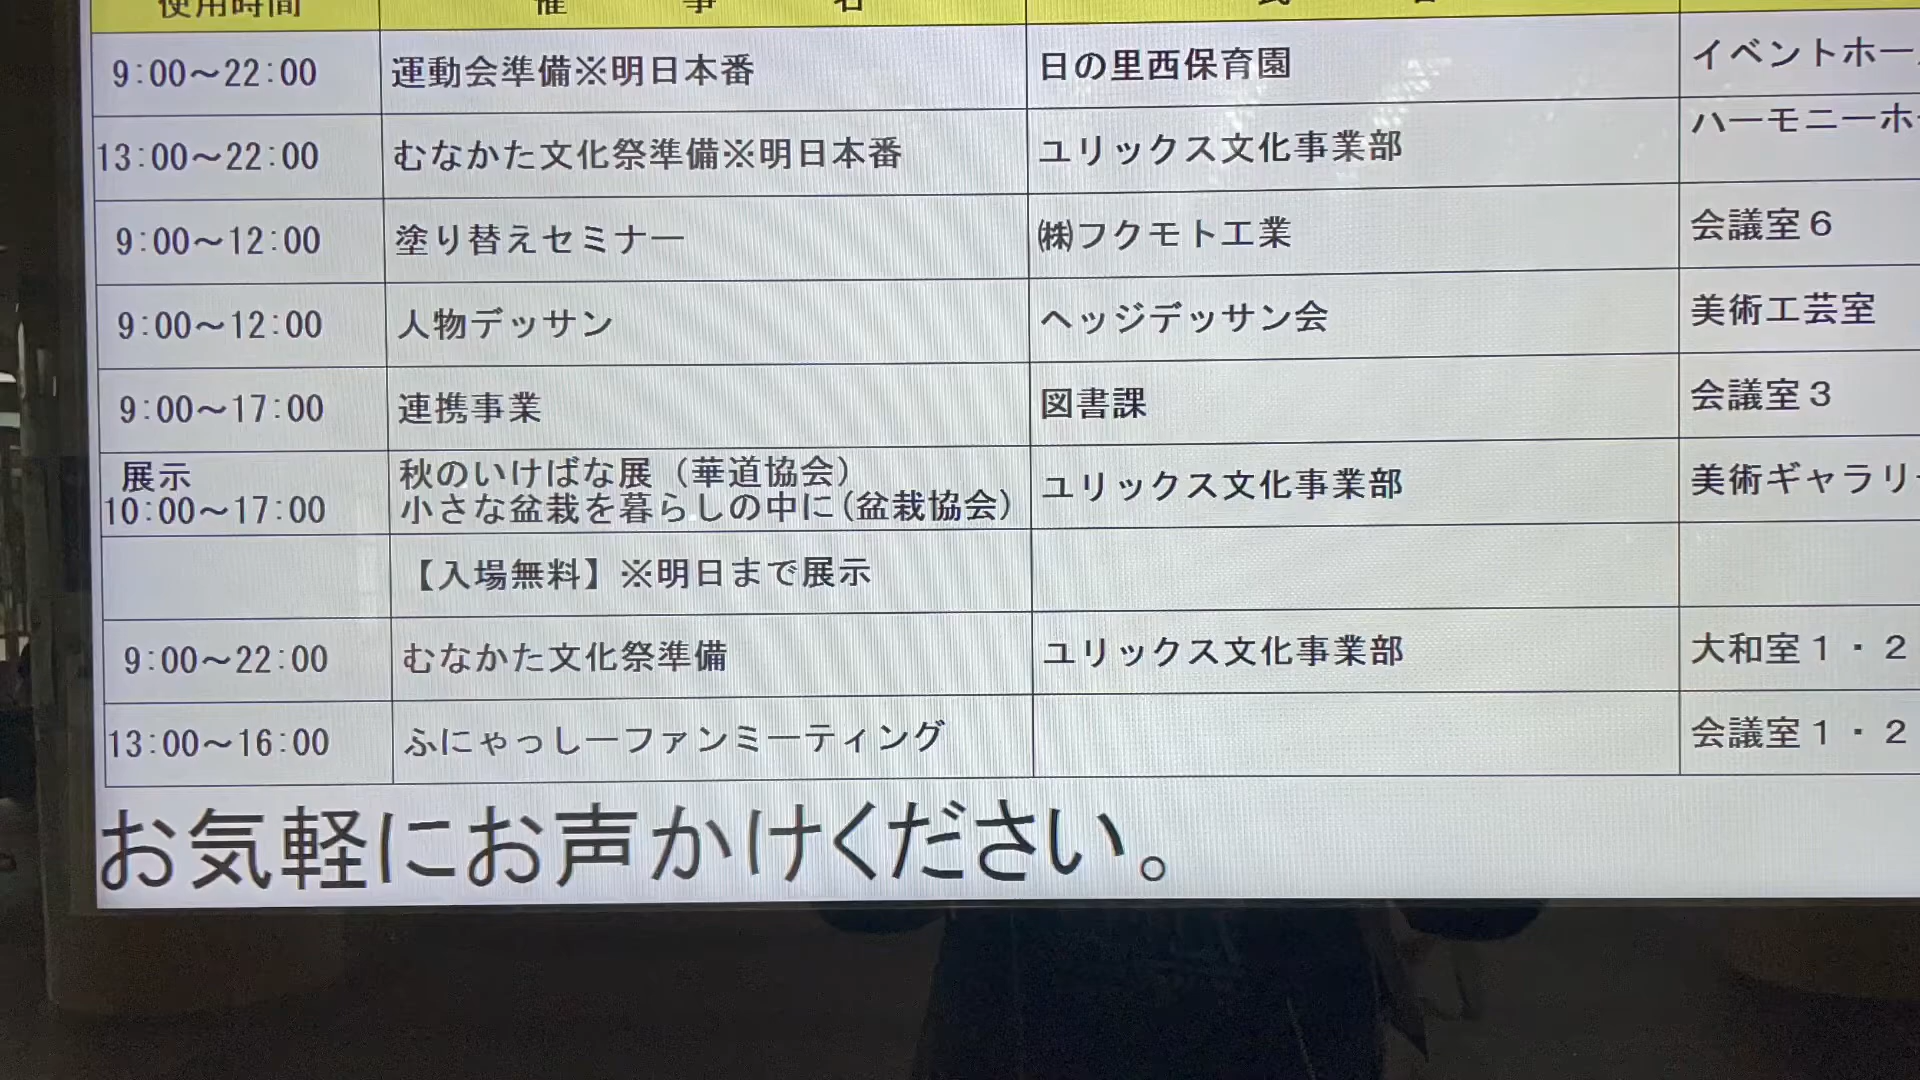 使用時間 催事名
9:00～22:00 運動会準備※明日本番 日の里西保育園 イベントホー
13:00～22:00 むなかた文化祭準備※明日本番 ユリックス文化事業部 ハーモニーホ
9:00～12:00 塗り替えセミナー ㈱フクモト工業 会議室６
9:00～12:00 人物デッサン ヘッジデッサン会 美術工芸室
9:00～17:00 連携事業 図書課 会議室３
展示 秋のいけばな展（華道協会）
10:00～17:00 小さな盆栽を暮らしの中に(盆栽協会) ユリックス文化事業部 美術ギャラリ
【入場無料】※明日まで展示
9:00～22:00 むなかた文化祭準備 ユリックス文化事業部 大和室１・２
13:00～16:00 ふにゃっしーファンミーティング 会議室１・２
お気軽にお声かけください。